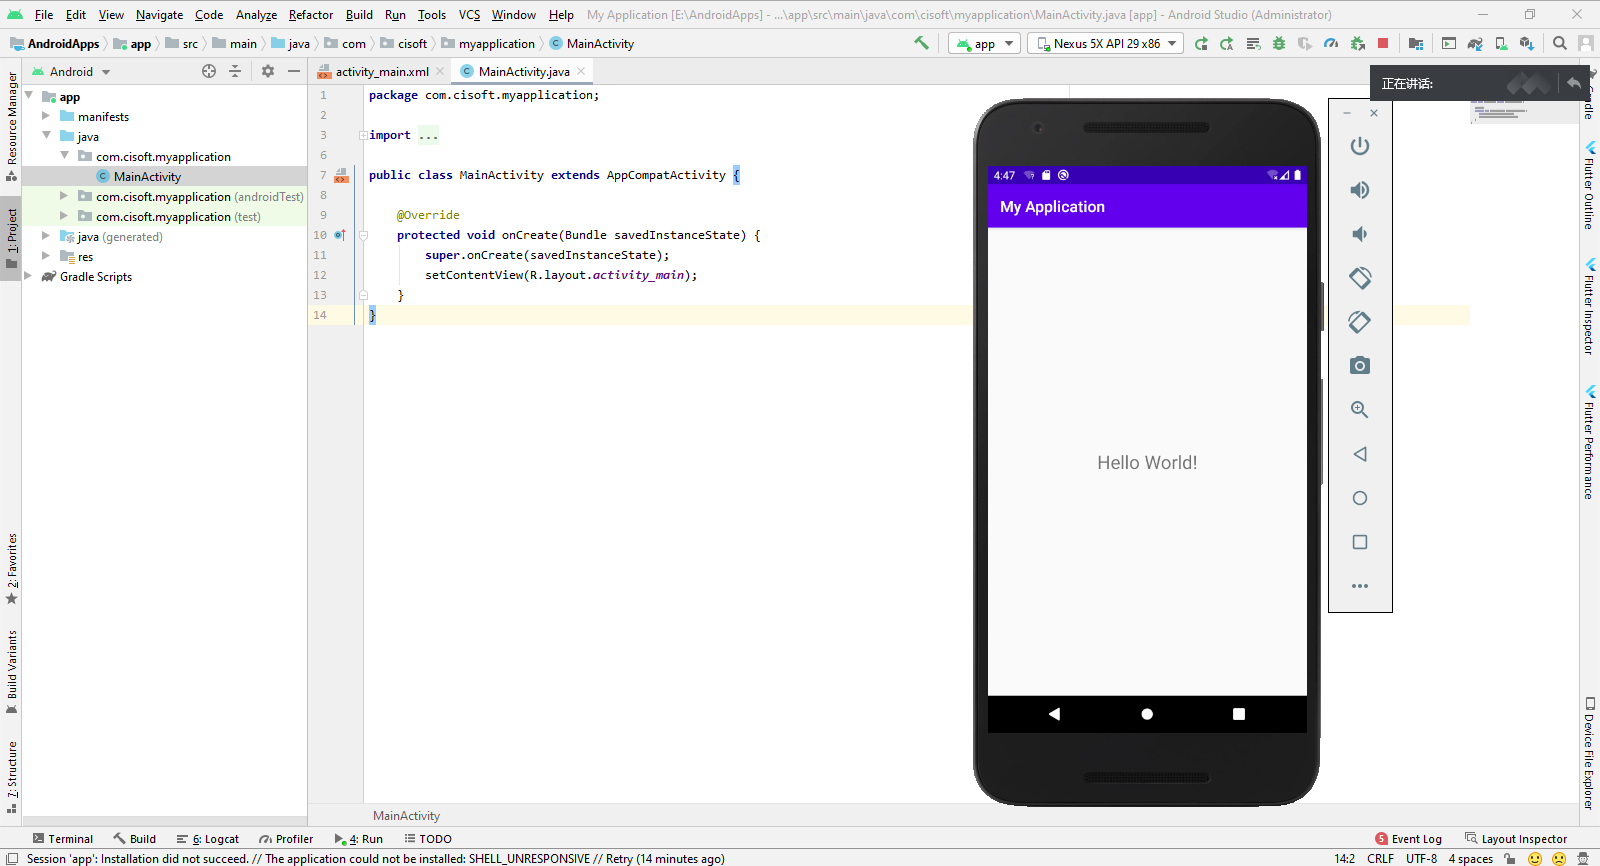 File Edit View Navigate Code Analyze Refactor Build Run Tools VCS Window Help My Application [E:\AndroidApps] - ...\app\src\main\java\com\cisoft\myapplication\MainActivity.java [app] - Android Studio (Administrator)
AndroidApps app src main java com cisoft myapplication MainActivity app Nexus 5X API 29 x86
Android activity_main.xml MainActivity.java
正在讲话:
Resource Manager
1: Project
2: Favorites
Build Variants
7: Structure
app
manifests
java
com.cisoft.myapplication
MainActivity
com.cisoft.myapplication (androidTest)
com.cisoft.myapplication (test)
java (generated)
res
Gradle Scripts
1 package com.cisoft.myapplication;
2
3 import ...
6
7 public class MainActivity extends AppCompatActivity {
8
9 @Override
10 protected void onCreate(Bundle savedInstanceState) {
11 super.onCreate(savedInstanceState);
12 setContentView(R.layout.activity_main);
13 }
14 }
4:47
My Application
Hello World!
Flutter Outline
Flutter Inspector
Flutter Performance
Device File Explorer
MainActivity
Terminal Build 6: Logcat Profiler 4: Run TODO 5 Event Log Layout Inspector
Session 'app': Installation did not succeed. // The application could not be installed: SHELL_UNRESPONSIVE // Retry (14 minutes ago) 14:2 CRLF UTF-8 4 spaces